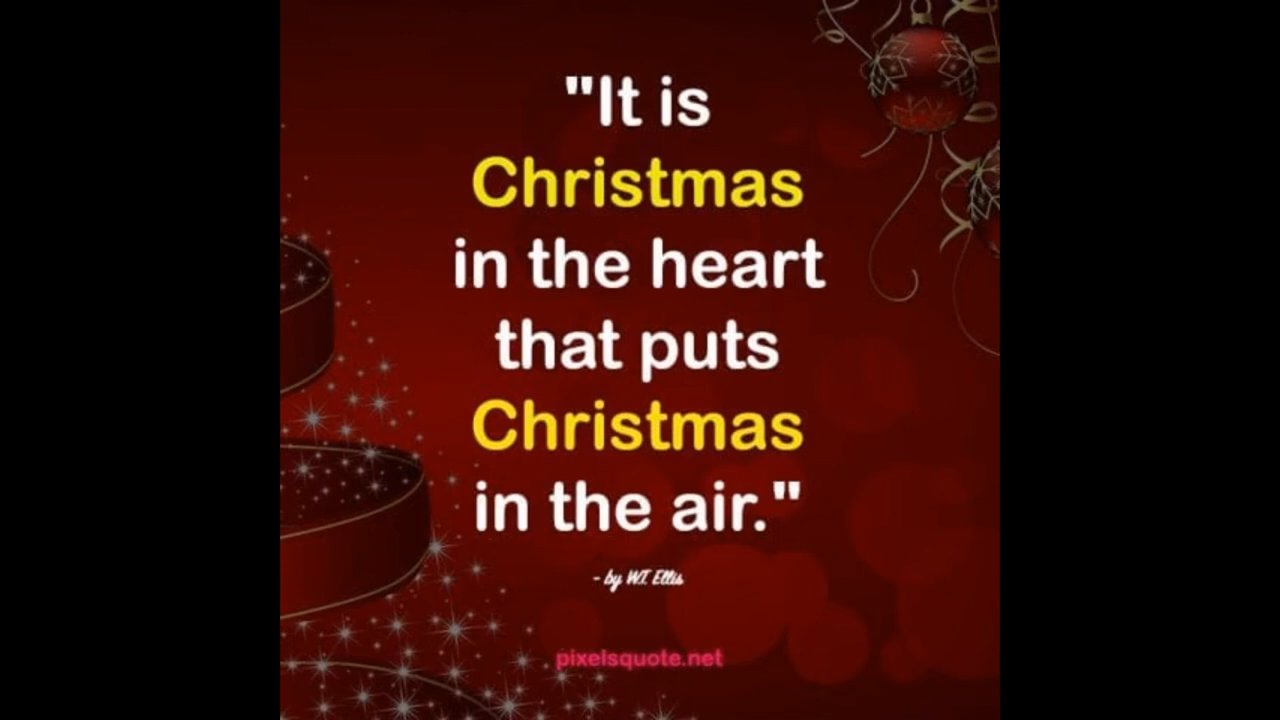 "It is
Christmas
in the heart
that puts
Christmas
in the air."
- by W.T. Ellis
pixelsquote.net